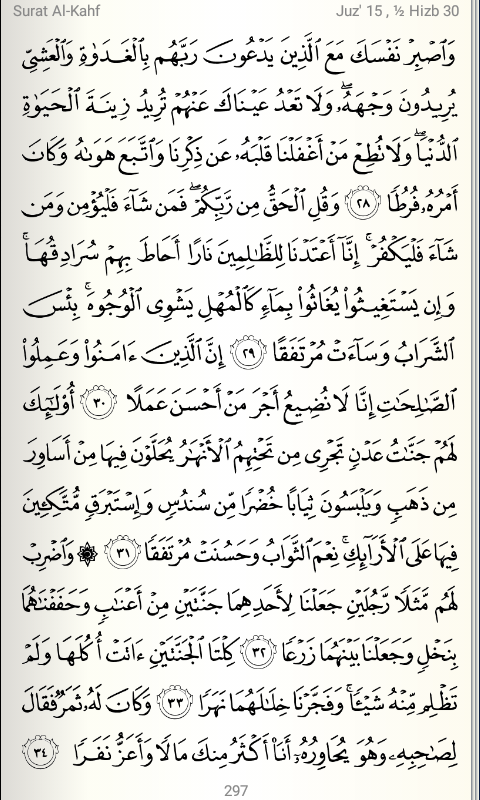 Surat Al-Kahf
Juz' 15 , ½ Hizb 30
وَٱصۡبِرۡ نَفۡسَكَ مَعَ ٱلَّذِينَ يَدۡعُونَ رَبَّهُم بِٱلۡغَدَوٰةِ وَٱلۡعَشِيِّ
يُرِيدُونَ وَجۡهَهُۥۖ وَلَا تَعۡدُ عَيۡنَاكَ عَنۡهُمۡ تُرِيدُ زِينَةَ ٱلۡحَيَوٰةِ
ٱلدُّنۡيَاۖ وَلَا تُطِعۡ مَنۡ أَغۡفَلۡنَا قَلۡبَهُۥ عَن ذِكۡرِنَا وَٱتَّبَعَ هَوَىٰهُ وَكَانَ
أَمۡرُهُۥ فُرُطٗا ٢٨ وَقُلِ ٱلۡحَقُّ مِن رَّبِّكُمۡۖ فَمَن شَآءَ فَلۡيُؤۡمِن وَمَن
شَآءَ فَلۡيَكۡفُرۡۚ إِنَّآ أَعۡتَدۡنَا لِلظَّٰلِمِينَ نَارًا أَحَاطَ بِهِمۡ سُرَادِقُهَاۚ
وَإِن يَسۡتَغِيثُواْ يُغَاثُواْ بِمَآءٖ كَٱلۡمُهۡلِ يَشۡوِي ٱلۡوُجُوهَۚ بِئۡسَ
ٱلشَّرَابُ وَسَآءَتۡ مُرۡتَفَقًا ٢٩ إِنَّ ٱلَّذِينَ ءَامَنُواْ وَعَمِلُواْ
ٱلصَّٰلِحَٰتِ إِنَّا لَا نُضِيعُ أَجۡرَ مَنۡ أَحۡسَنَ عَمَلًا ٣٠ أُوْلَٰٓئِكَ
لَهُمۡ جَنَّٰتُ عَدۡنٖ تَجۡرِي مِن تَحۡتِهِمُ ٱلۡأَنۡهَٰرُ يُحَلَّوۡنَ فِيهَا مِنۡ أَسَاوِرَ
مِن ذَهَبٖ وَيَلۡبَسُونَ ثِيَابًا خُضۡرٗا مِّن سُندُسٖ وَإِسۡتَبۡرَقٖ مُّتَّكِـِٔينَ
فِيهَا عَلَى ٱلۡأَرَآئِكِۚ نِعۡمَ ٱلثَّوَابُ وَحَسُنَتۡ مُرۡتَفَقٗا ٣١ ۞ وَٱضۡرِبۡ
لَهُم مَّثَلٗا رَّجُلَيۡنِ جَعَلۡنَا لِأَحَدِهِمَا جَنَّتَيۡنِ مِنۡ أَعۡنَٰبٖ وَحَفَفۡنَٰهُمَا
بِنَخۡلٖ وَجَعَلۡنَا بَيۡنَهُمَا زَرۡعٗا ٣٢ كِلۡتَا ٱلۡجَنَّتَيۡنِ ءَاتَتۡ أُكُلَهَا وَلَمۡ
تَظۡلِم مِّنۡهُ شَيۡـٔٗاۚ وَفَجَّرۡنَا خِلَٰلَهُمَا نَهَرٗا ٣٣ وَكَانَ لَهُۥ ثَمَرٞ فَقَالَ
لِصَٰحِبِهِۦ وَهُوَ يُحَاوِرُهُۥٓ أَنَا۠ أَكۡثَرُ مِنكَ مَالٗا وَأَعَزُّ نَفَرٗا ٣٤
297